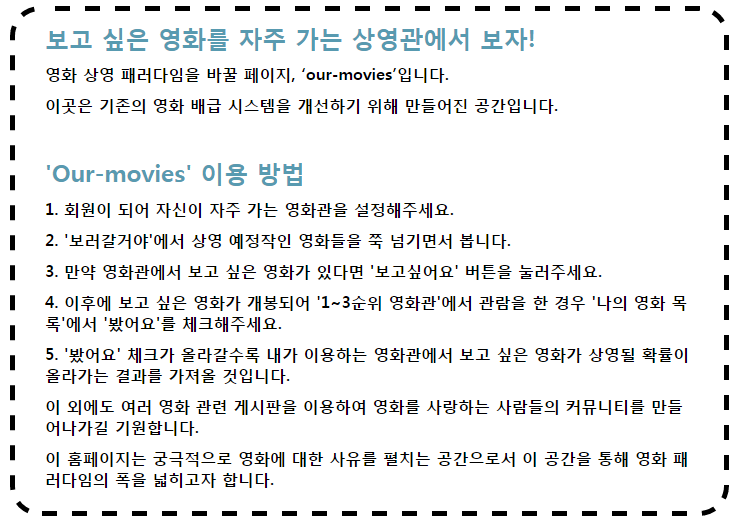 보고 싶은 영화를 자주 가는 상영관에서 보자!
영화 상영 패러다임을 바꿀 페이지, ‘our-movies’입니다.
이곳은 기존의 영화 배급 시스템을 개선하기 위해 만들어진 공간입니다.
'Our-movies' 이용 방법
1. 회원이 되어 자신이 자주 가는 영화관을 설정해주세요.
2. '보러갈거야'에서 상영 예정작인 영화들을 쭉 넘기면서 봅니다.
3. 만약 영화관에서 보고 싶은 영화가 있다면 '보고싶어요' 버튼을 눌러주세요.
4. 이후에 보고 싶은 영화가 개봉되어 '1~3순위 영화관'에서 관람을 한 경우 '나의 영화 목
록'에서 '봤어요'를 체크해주세요.
5. '봤어요' 체크가 올라갈수록 내가 이용하는 영화관에서 보고 싶은 영화가 상영될 확률이
올라가는 결과를 가져올 것입니다.
이 외에도 여러 영화 관련 게시판을 이용하여 영화를 사랑하는 사람들의 커뮤니티를 만들
어나가길 기원합니다.
이 홈페이지는 궁극적으로 영화에 대한 사유를 펼치는 공간으로서 이 공간을 통해 영화 패
러다임의 폭을 넓히고자 합니다.